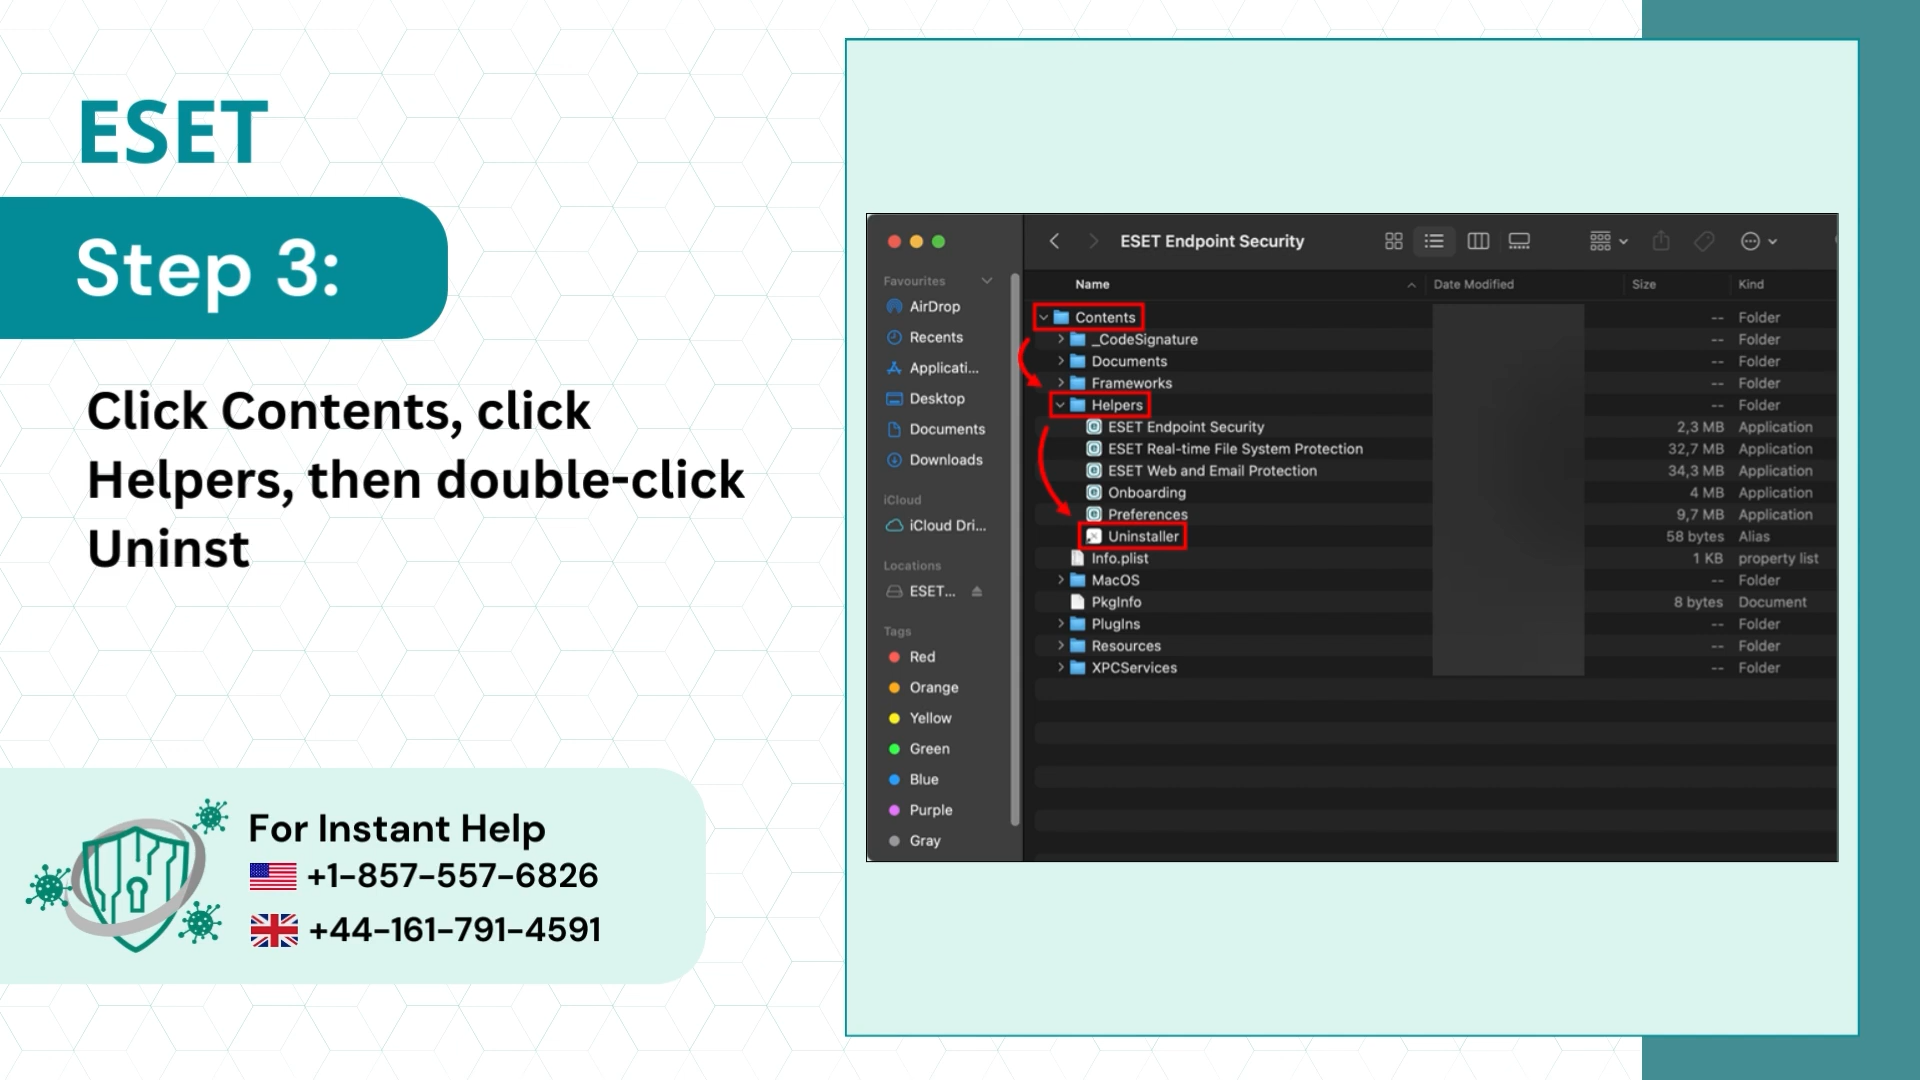 ESET
Step 3:
Click Contents, click
Helpers, then double-click
Uninst
For Instant Help
+1-857-557-6826
+44-161-791-4591
ESET Endpoint Security
Favourites
AirDrop
Recents
Applicati...
Desktop
Documents
Downloads
iCloud
iCloud Dri...
Locations
ESET...
Tags
Red
Orange
Yellow
Green
Blue
Purple
Gray
Name Date Modified Size Kind
Contents -- Folder
_CodeSignature -- Folder
Documents -- Folder
Frameworks -- Folder
Helpers -- Folder
ESET Endpoint Security 2,3 MB Application
ESET Real-time File System Protection 32,7 MB Application
ESET Web and Email Protection 34,3 MB Application
Onboarding 4 MB Application
Preferences 9,7 MB Application
Uninstaller 58 bytes Alias
Info.plist 1 KB property list
MacOS -- Folder
PkgInfo 8 bytes Document
PlugIns -- Folder
Resources -- Folder
XPCServices -- Folder